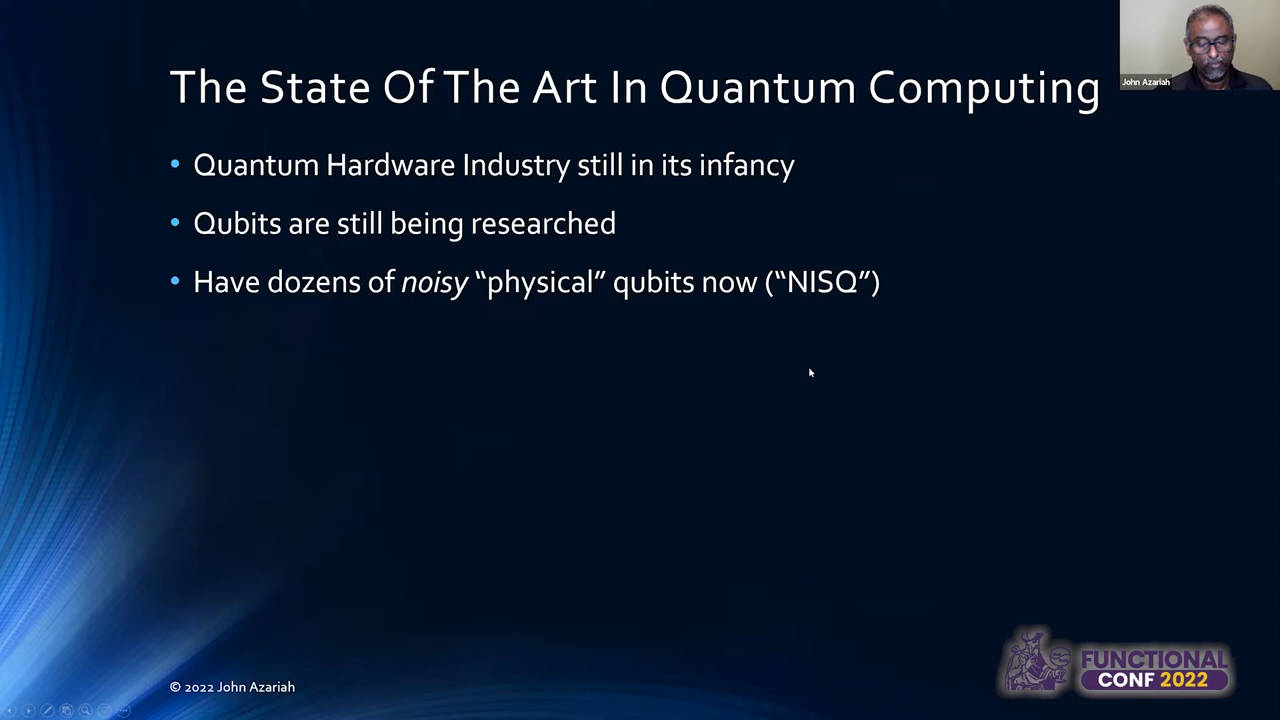 The State Of The Art In Quantum Computing
John Azariah
• Quantum Hardware Industry still in its infancy
• Qubits are still being researched
• Have dozens of noisy “physical” qubits now (“NISQ”)
© 2022 John Azariah
FUNCTIONAL
CONF 2022